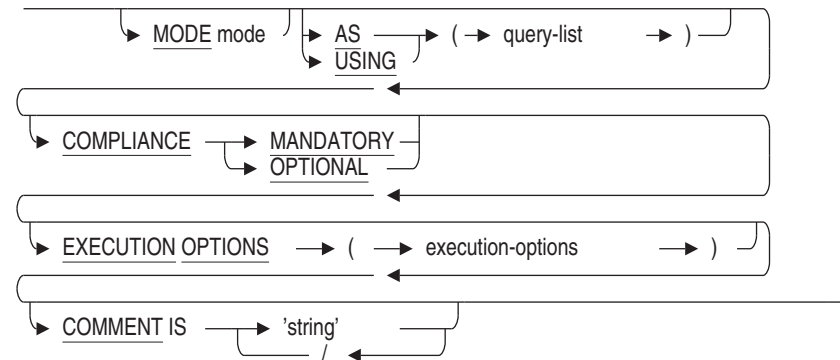 MODE mode AS ( query-list )
USING
COMPLIANCE MANDATORY
OPTIONAL
EXECUTION OPTIONS ( execution-options )
COMMENT IS 'string'
/